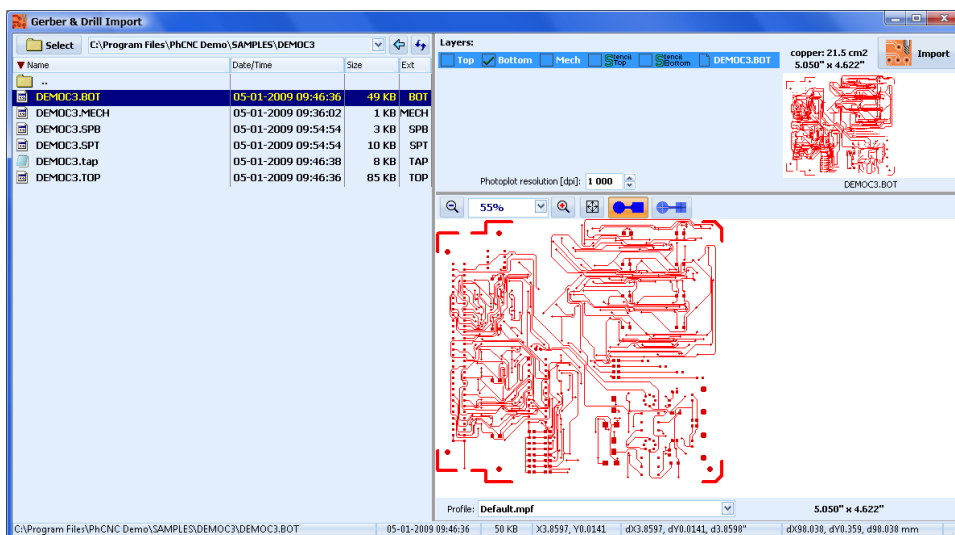 Gerber & Drill Import
Select C:\Program Files\PhCNC Demo\SAMPLES\DEMOC3
Name Date/Time Size Ext
..
DEMOC3.BOT 05-01-2009 09:46:36 49 KB BOT
DEMOC3.MECH 05-01-2009 09:36:02 1 KB MECH
DEMOC3.SPB 05-01-2009 09:54:54 3 KB SPB
DEMOC3.SPT 05-01-2009 09:54:54 10 KB SPT
DEMOC3.tap 05-01-2009 09:46:38 8 KB TAP
DEMOC3.TOP 05-01-2009 09:46:36 85 KB TOP
Layers:
Top Bottom Mech Stencil Top Stencil Bottom DEMOC3.BOT
copper: 21.5 cm2
5.050" x 4.622"
Import
Photoplot resolution [dpi]: 1 000
DEMOC3.BOT
55%
Profile: Default.mpf
5.050" x 4.622"
C:\Program Files\PhCNC Demo\SAMPLES\DEMOC3\DEMOC3.BOT 05-01-2009 09:46:36 50 KB X3.8597, Y0.0141 dX3.8597, dY0.0141, d3.8598" dX98.038, dY0.359, d98.038 mm